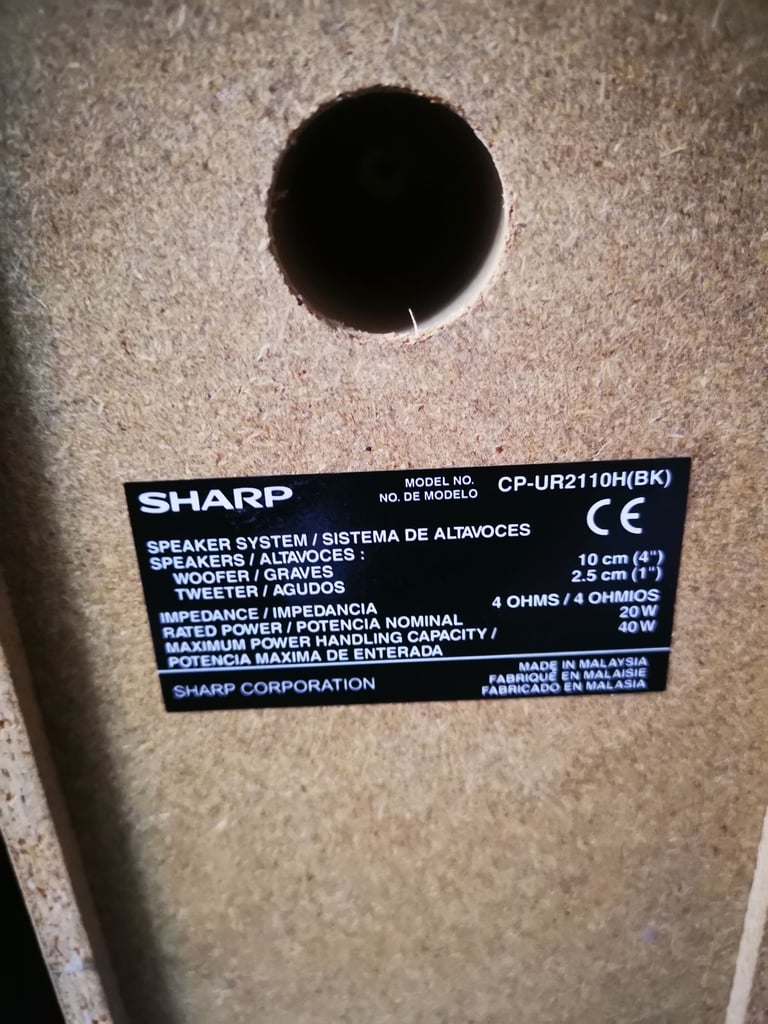 SHARP
MODEL NO.
NO. DE MODELO
CP-UR2110H(BK)
CE
SPEAKER SYSTEM / SISTEMA DE ALTAVOCES
SPEAKERS / ALTAVOCES :
WOOFER / GRAVES 10 cm (4")
TWEETER / AGUDOS 2.5 cm (1")
IMPEDANCE / IMPEDANCIA 4 OHMS / 4 OHMIOS
RATED POWER / POTENCIA NOMINAL 20 W
MAXIMUM POWER HANDLING CAPACITY / 40 W
POTENCIA MAXIMA DE ENTERADA
SHARP CORPORATION
MADE IN MALAYSIA
FABRIQUÉ EN MALAISIE
FABRICADO EN MALASIA